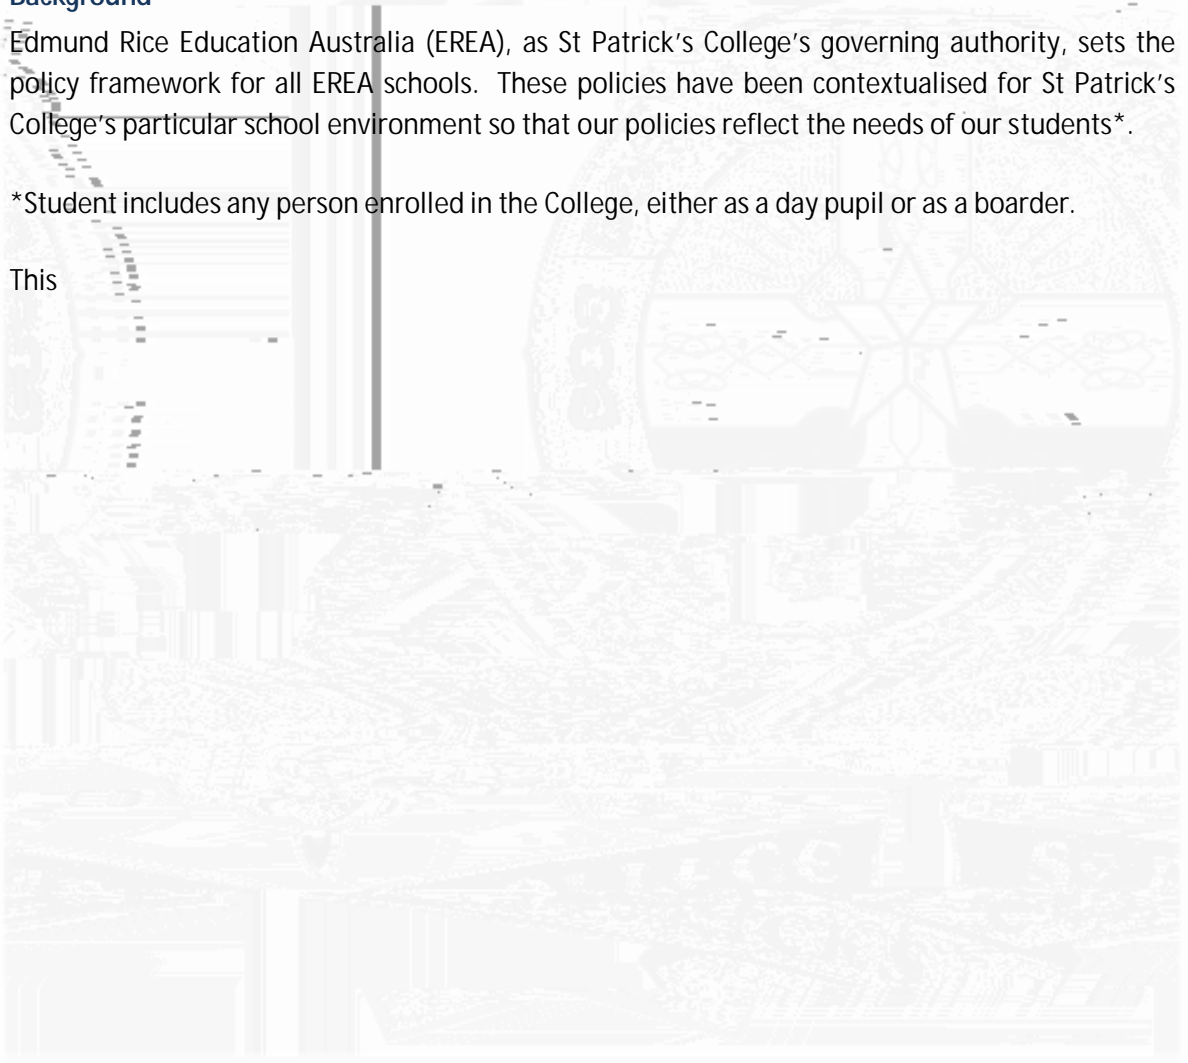 Background
Edmund Rice Education Australia (EREA), as St Patrick's College's governing authority, sets the
policy framework for all EREA schools.  These policies have been contextualised for St Patrick's
College's particular school environment so that our policies reflect the needs of our students*.
*Student includes any person enrolled in the College, either as a day pupil or as a boarder.
This